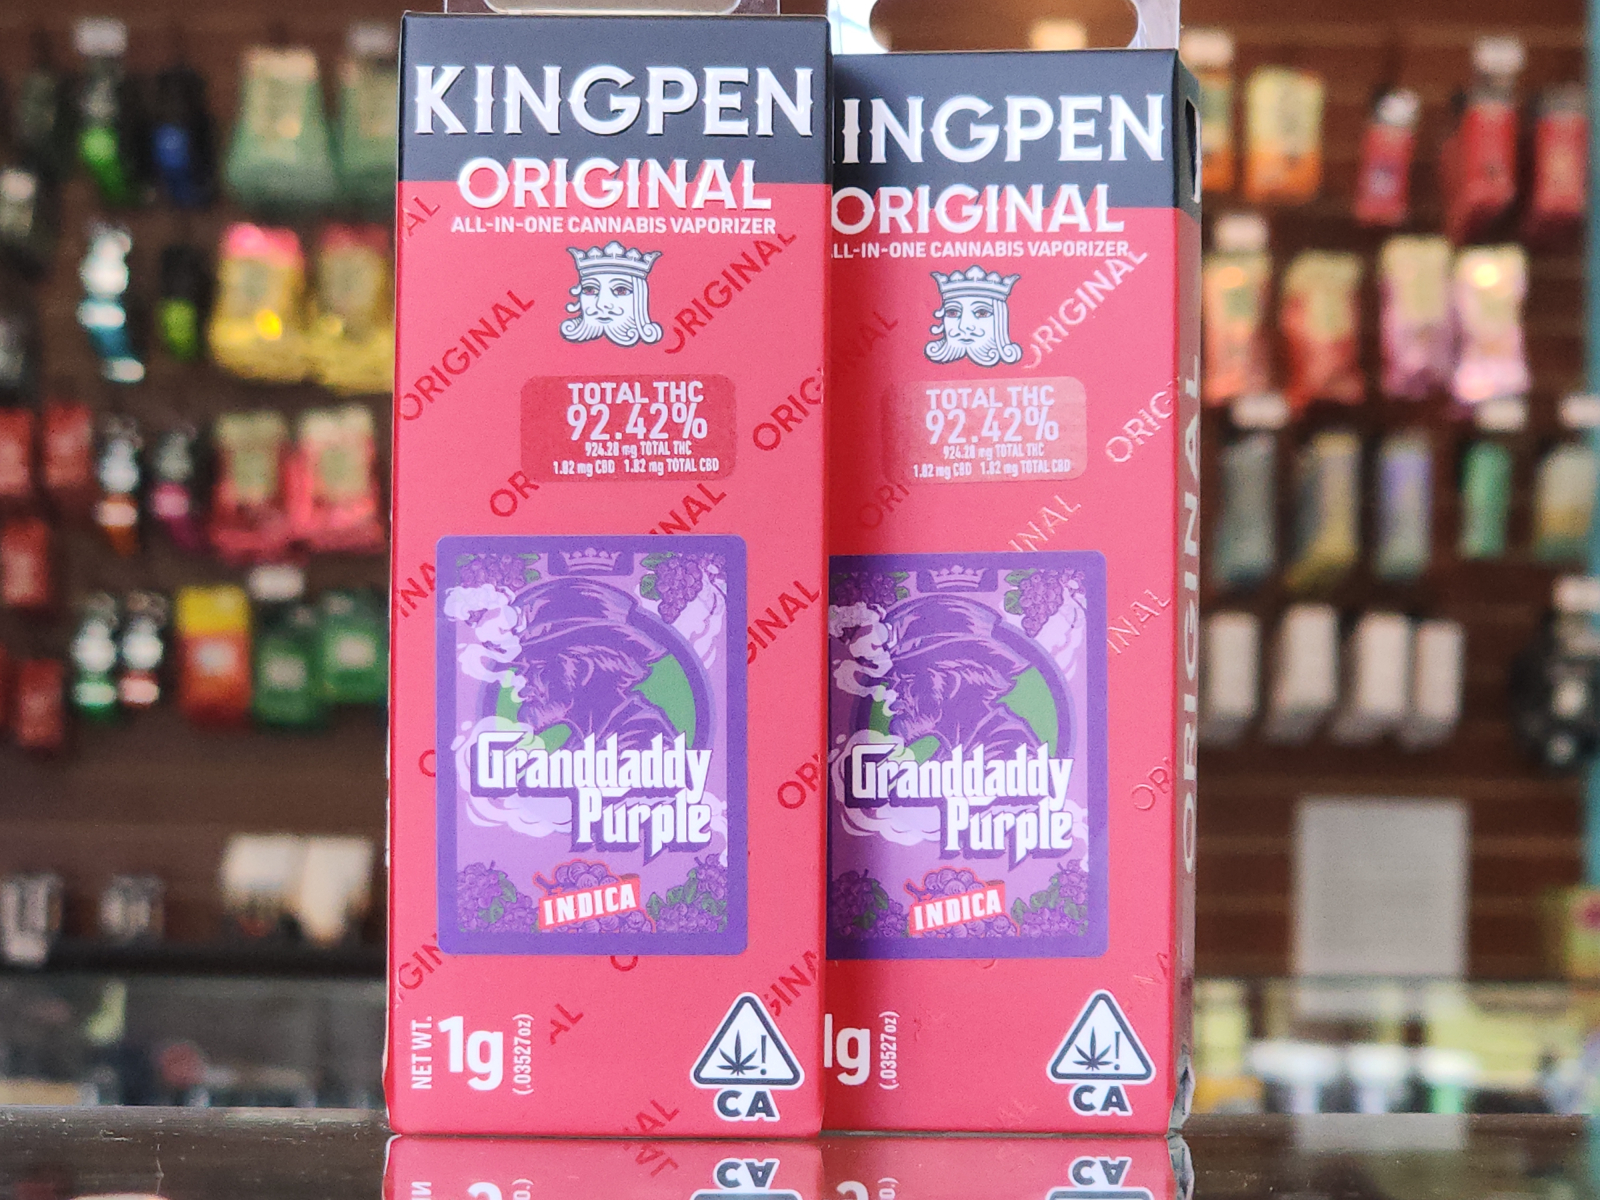 KINGPEN
ORIGINAL
ALL-IN-ONE CANNABIS VAPORIZER
TOTAL THC
92.42%
924.28 mg TOTAL THC
1.82 mg CBD 1.82 mg TOTAL CBD
Granddaddy
Purple
INDICA
NET WT. 1g (.03527oz)
CA
INGPEN
ORIGINAL
LL-IN-ONE CANNABIS VAPORIZER
TOTAL THC
92.42%
924.28 mg TOTAL THC
1.82 mg CBD 1.82 mg TOTAL CBD
Granddaddy
Purple
INDICA
1g (.03527oz)
CA
ORIGINAL